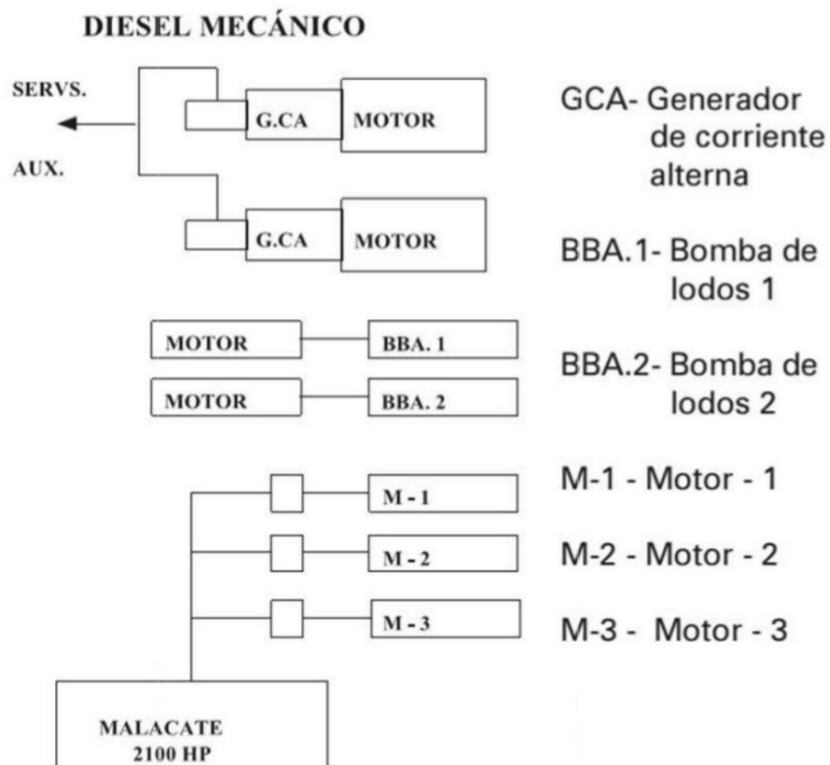 DIESEL MECÁNICO
SERVS.
AUX.
G.CA
MOTOR
G.CA
MOTOR
MOTOR
BBA. 1
MOTOR
BBA. 2
M - 1
M - 2
M - 3
MALACATE
2100 HP
GCA- Generador
de corriente
alterna
BBA.1- Bomba de
lodos 1
BBA.2- Bomba de
lodos 2
M-1 - Motor - 1
M-2 - Motor - 2
M-3 - Motor - 3